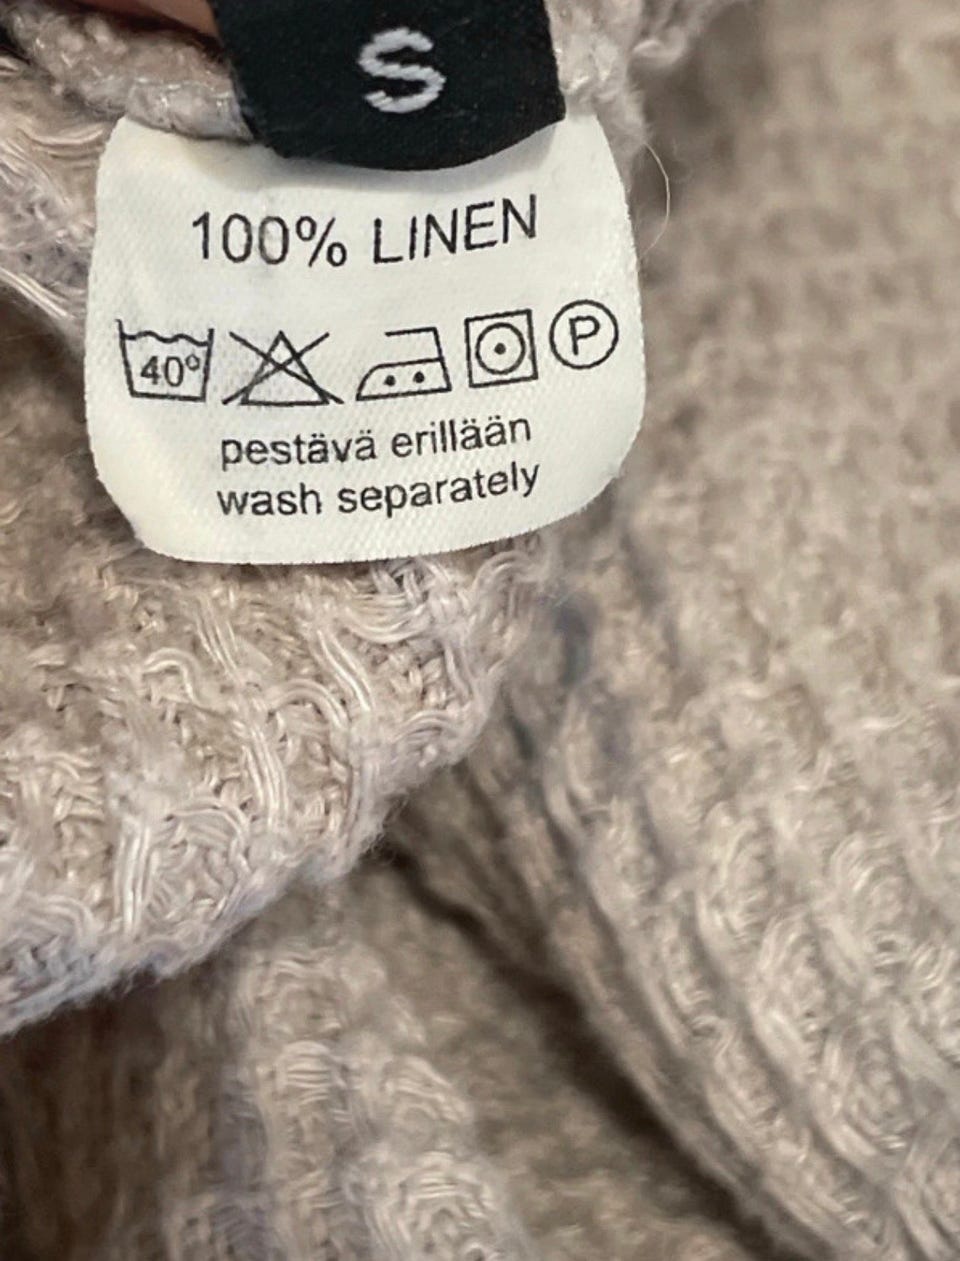 S
100% LINEN
40° P
pestävä erillään
wash separately